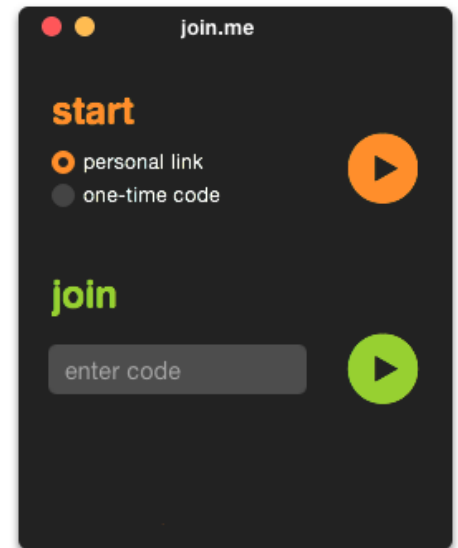 join.me
start
personal link
one-time code
join
enter code